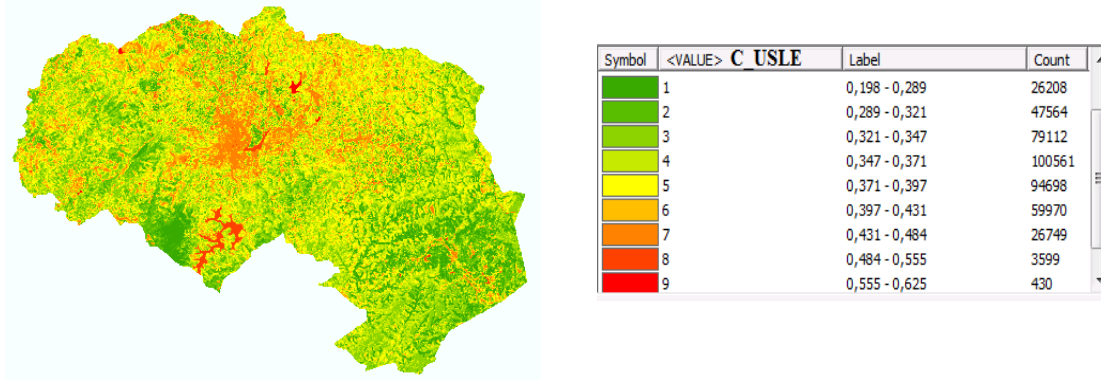 Symbol <VALUE> C_USLE Label Count
1 0,198 - 0,289 26208
2 0,289 - 0,321 47564
3 0,321 - 0,347 79112
4 0,347 - 0,371 100561
5 0,371 - 0,397 94698
6 0,397 - 0,431 59970
7 0,431 - 0,484 26749
8 0,484 - 0,555 3599
9 0,555 - 0,625 430